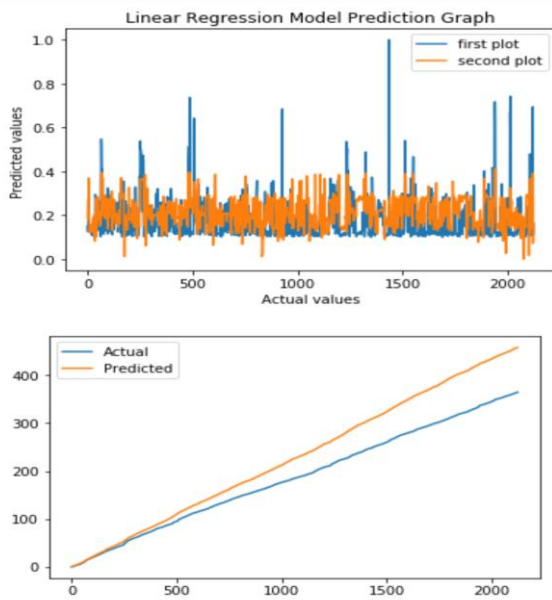 Linear Regression Model Prediction Graph
first plot
second plot
Predicted values
1.0
0.8
0.6
0.4
0.2
0.0
0 500 1000 1500 2000
Actual values
Actual
Predicted
400
300
200
100
0
0 500 1000 1500 2000